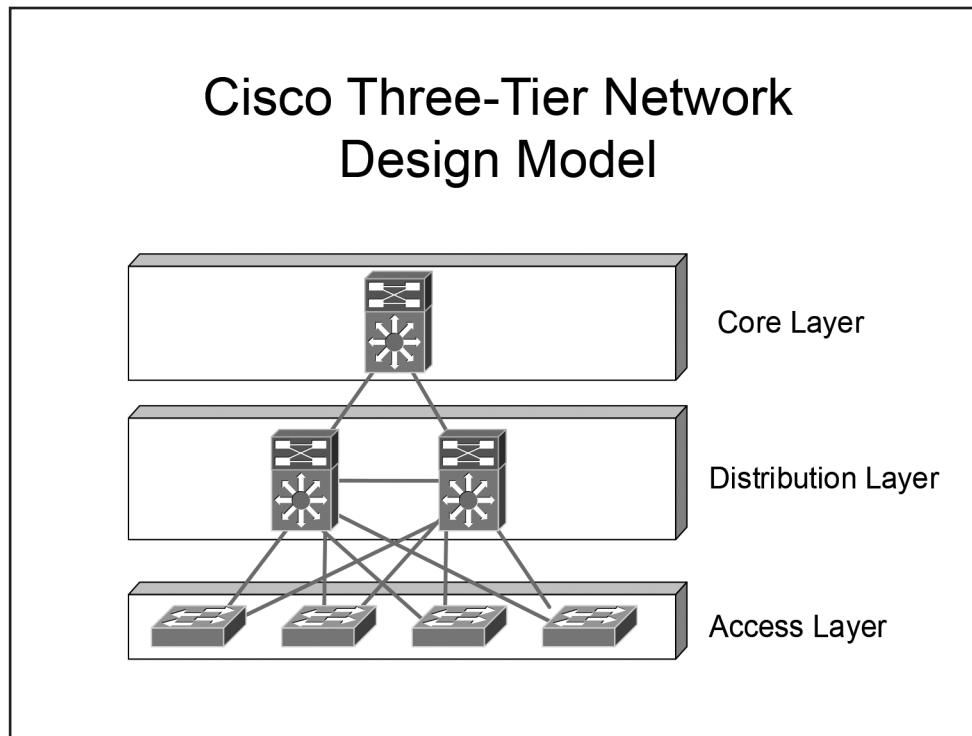 Cisco Three-Tier Network
Design Model
Core Layer
Distribution Layer
Access Layer